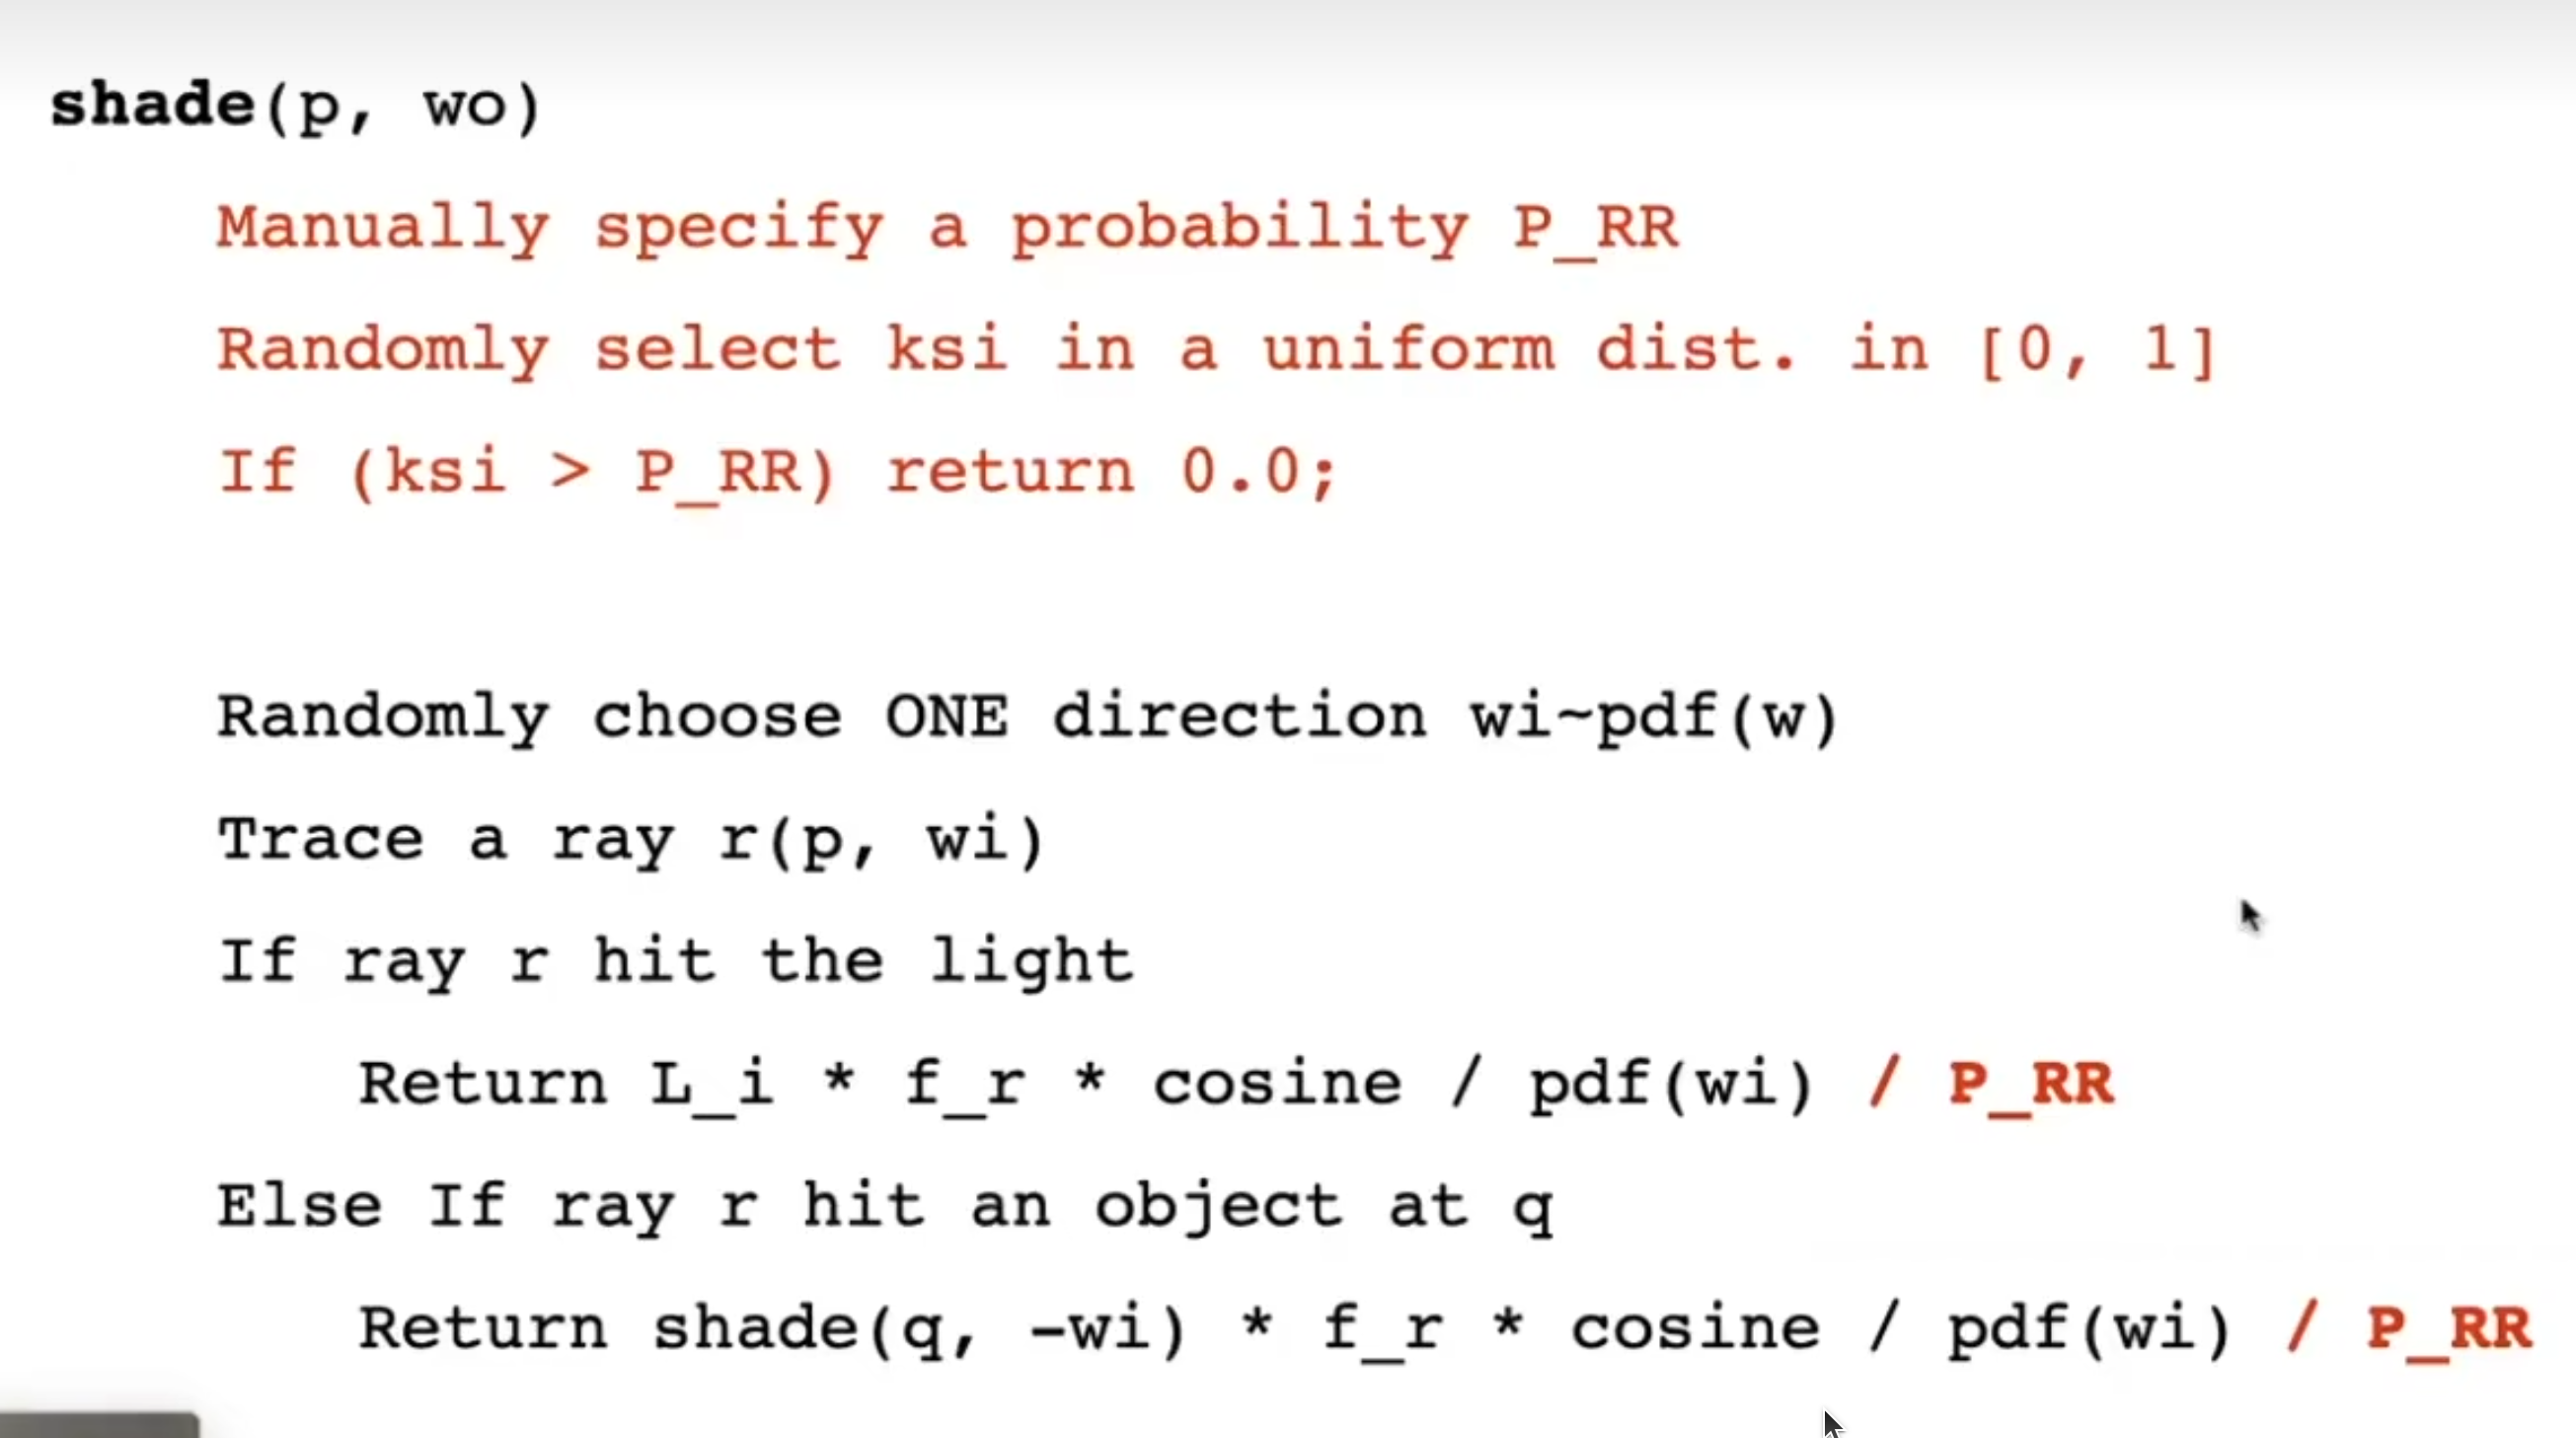 shade(p, wo)
Manually specify a probability P_RR
Randomly select ksi in a uniform dist. in [0, 1]
If (ksi > P_RR) return 0.0;
Randomly choose ONE direction wi~pdf(w)
Trace a ray r(p, wi)
If ray r hit the light
Return L_i * f_r * cosine / pdf(wi) / P_RR
Else If ray r hit an object at q
Return shade(q, -wi) * f_r * cosine / pdf(wi) / P_RR